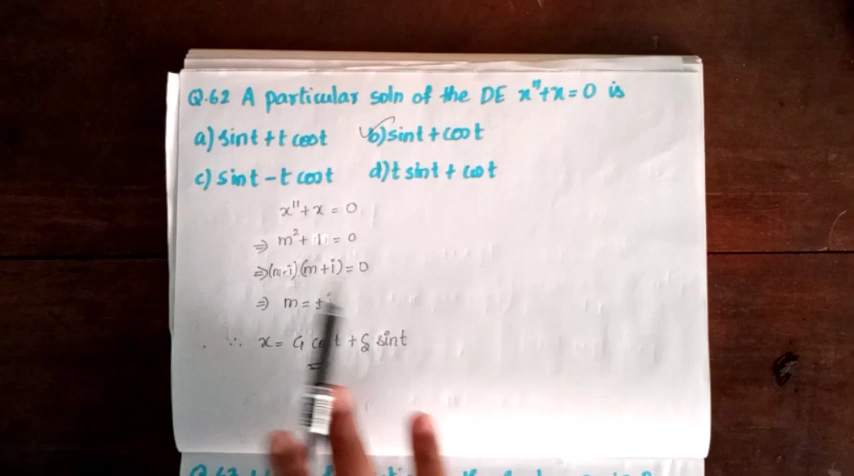 Q.62 A particular soln of the DE x"+x=0 is
a) sint + t cost b) sint + cost
c) sint - t cost d) t sint + cost
x" + x = 0
⇒ m² + 1 = 0
⇒ (m-i) (m+i) = 0
⇒ m = ±
∵ x = C₁ t + C₂ sint